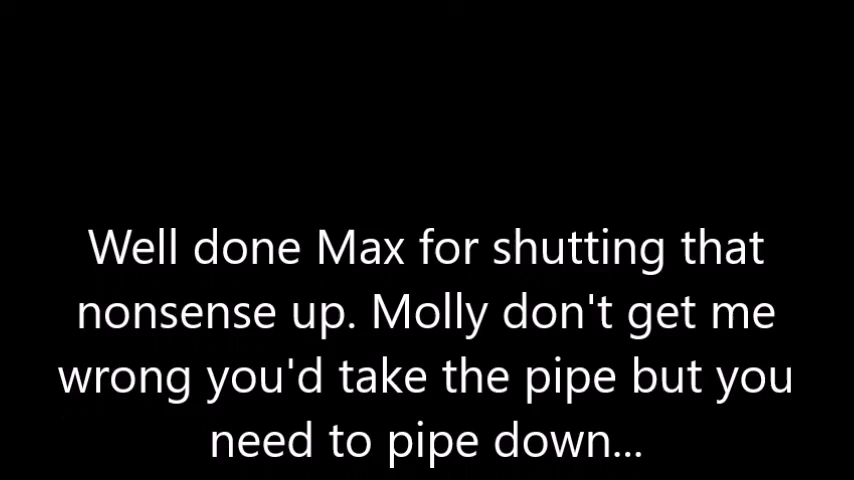 Well done Max for shutting that
nonsense up. Molly don't get me
wrong you'd take the pipe but you
need to pipe down...